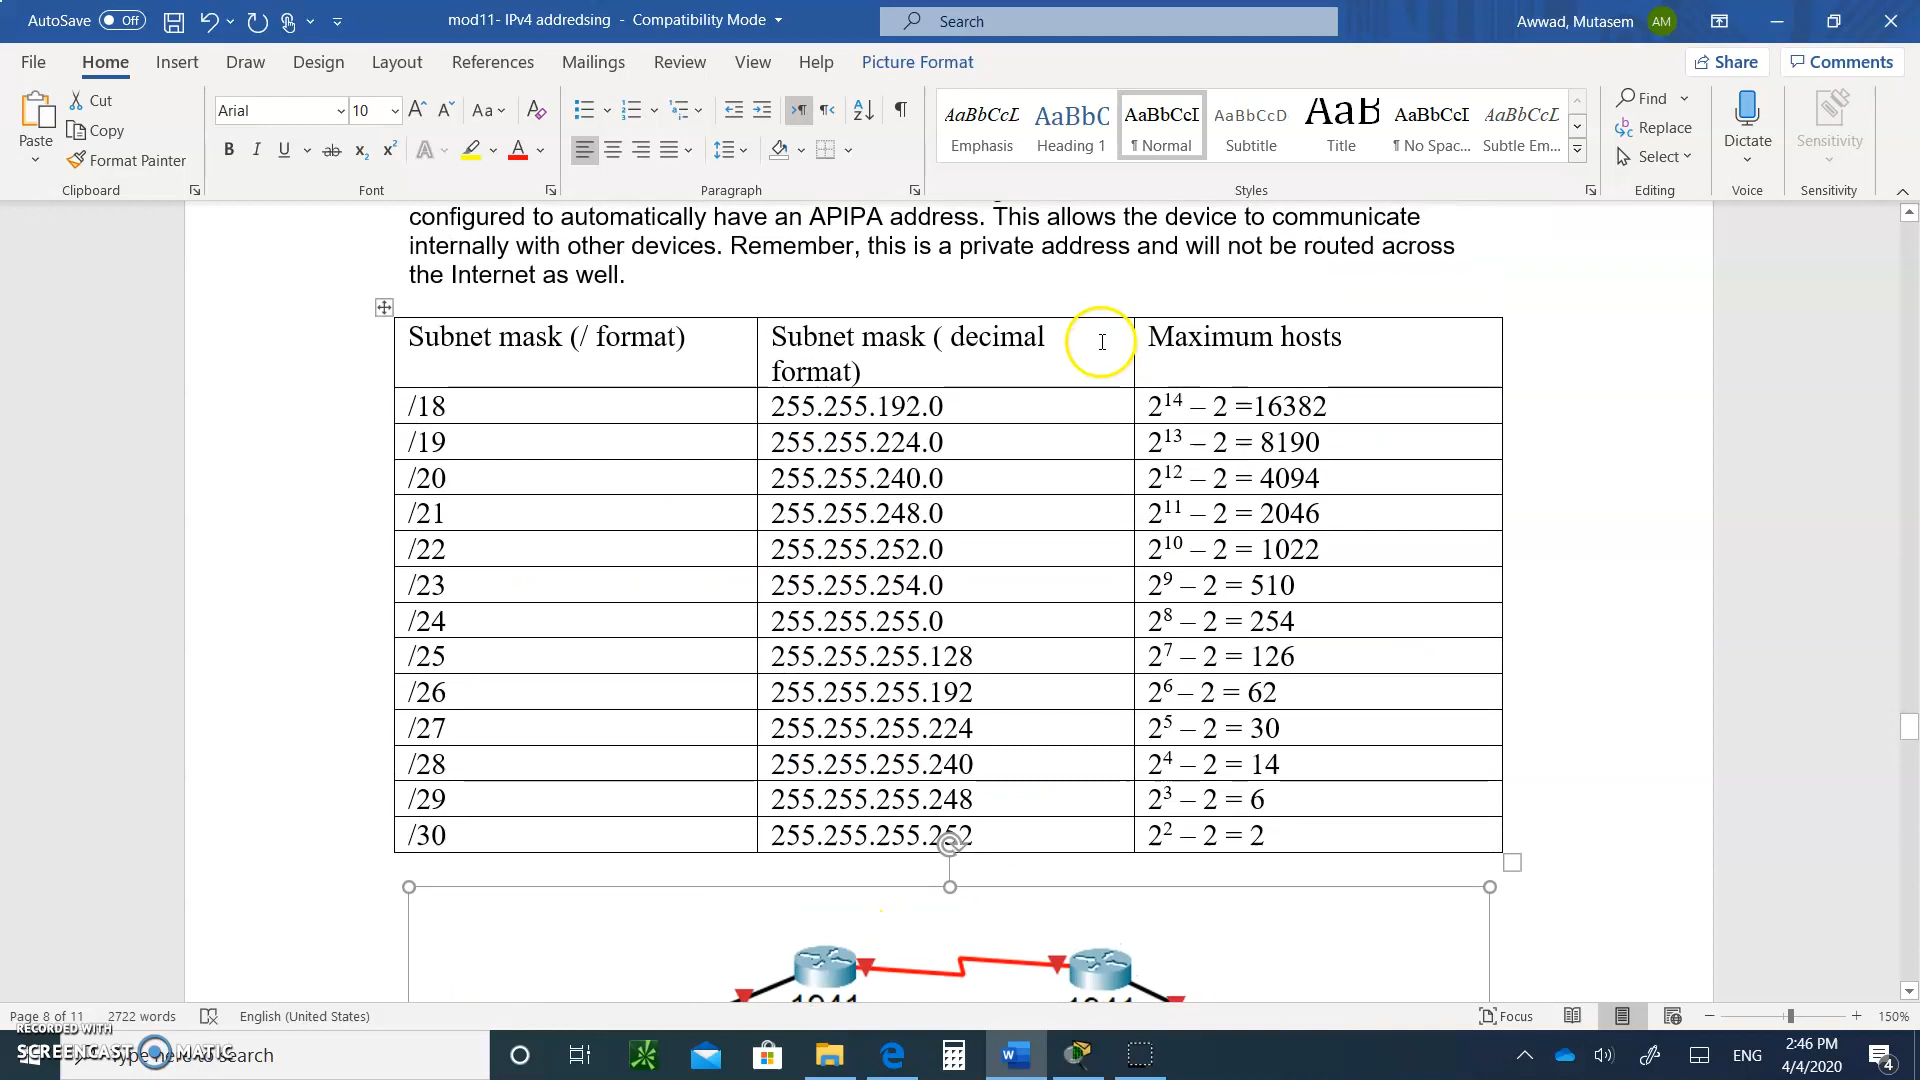 AutoSave Off
mod11- IPv4 addredsing - Compatibility Mode
Search
Awwad, Mutasem AM
File Home Insert Draw Design Layout References Mailings Review View Help Picture Format
Share Comments
Paste
Cut
Copy
Format Painter
Clipboard
Arial 10
Font
Paragraph
AaBbCcL AaBbC AaBbCcI AaBbCcD AaB AaBbCcI AaBbCcL
Emphasis Heading 1 ¶ Normal Subtitle Title ¶ No Spac... Subtle Em...
Styles
Find
Replace
Select
Editing
Dictate
Voice
Sensitivity
Sensitivity
configured to automatically have an APIPA address. This allows the device to communicate
internally with other devices. Remember, this is a private address and will not be routed across
the Internet as well.
Subnet mask (/ format) Subnet mask ( decimal format) Maximum hosts
/18 255.255.192.0 2¹⁴ – 2 =16382
/19 255.255.224.0 2¹³ – 2 = 8190
/20 255.255.240.0 2¹² – 2 = 4094
/21 255.255.248.0 2¹¹ – 2 = 2046
/22 255.255.252.0 2¹⁰ – 2 = 1022
/23 255.255.254.0 2⁹ – 2 = 510
/24 255.255.255.0 2⁸ – 2 = 254
/25 255.255.255.128 2⁷ – 2 = 126
/26 255.255.255.192 2⁶ – 2 = 62
/27 255.255.255.224 2⁵ – 2 = 30
/28 255.255.255.240 2⁴ – 2 = 14
/29 255.255.255.248 2³ – 2 = 6
/30 255.255.255.252 2² – 2 = 2
1941 1941
Page 8 of 11 2722 words English (United States)
Focus 150%
RECORDED WITH
SCREENCAST MATIC
Type here to search
ENG
2:46 PM
4/4/2020
4